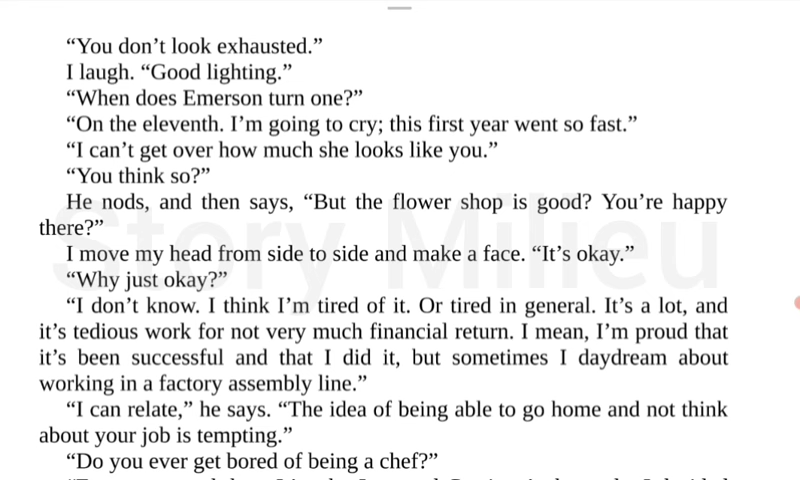 “You don’t look exhausted.”
I laugh. “Good lighting.”
“When does Emerson turn one?”
“On the eleventh. I’m going to cry; this first year went so fast.”
“I can’t get over how much she looks like you.”
“You think so?”
He nods, and then says, “But the flower shop is good? You’re happy
there?”
I move my head from side to side and make a face. “It’s okay.”
“Why just okay?”
“I don’t know. I think I’m tired of it. Or tired in general. It’s a lot, and
it’s tedious work for not very much financial return. I mean, I’m proud that
it’s been successful and that I did it, but sometimes I daydream about
working in a factory assembly line.”
“I can relate,” he says. “The idea of being able to go home and not think
about your job is tempting.”
“Do you ever get bored of being a chef?”
Story Milieu